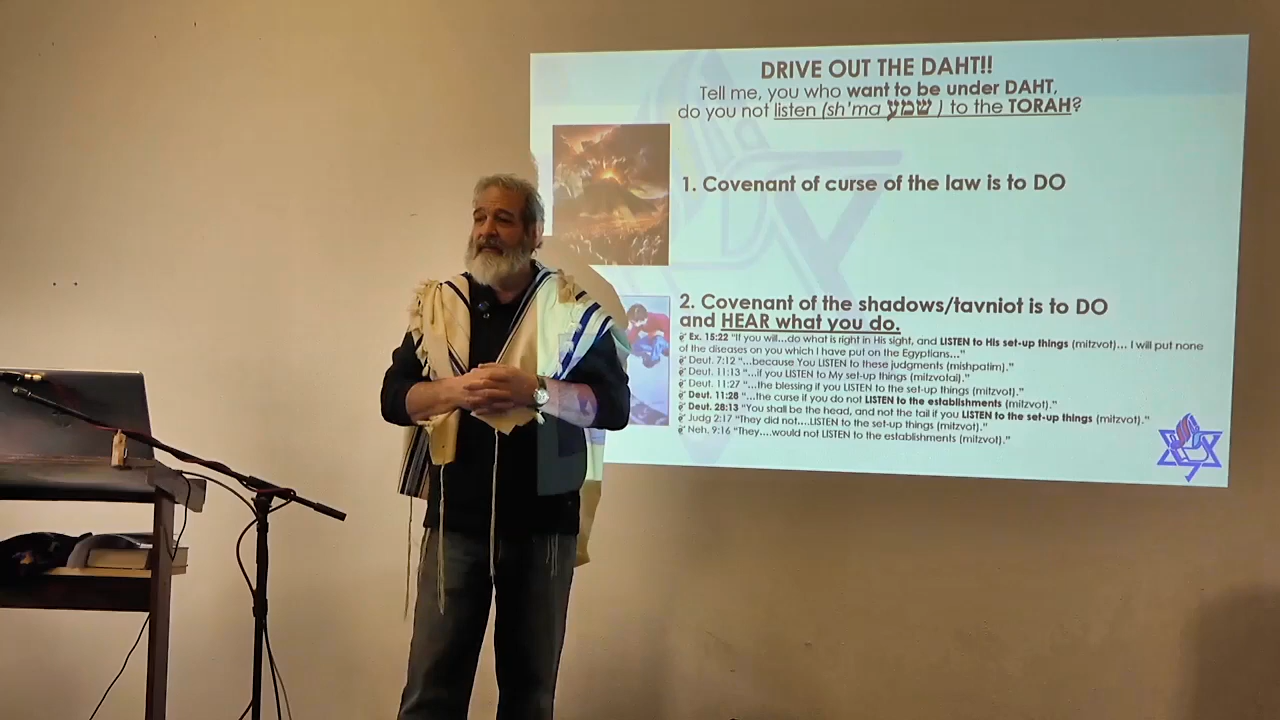 DRIVE OUT THE DAHT!!
Tell me, you who want to be under DAHT,
do you not listen (sh'ma שמע ) to the TORAH?
1. Covenant of curse of the law is to DO
2. Covenant of the shadows/tavniot is to DO
and HEAR what you do.
Ex. 15:22 "If you will...do what is right in His sight, and LISTEN to His set-up things (mitzvot)... I will put none
of the diseases on you which I have put on the Egyptians..."
Deut. 7:12 "...because You LISTEN to these judgments (mishpatim)."
Deut. 11:13 "...if you LISTEN to My set-up things (mitzvotai)."
Deut. 11:27 "...the blessing if you LISTEN to the set-up things (mitzvot)."
Deut. 11:28 "...the curse if you do not LISTEN to the establishments (mitzvot)."
Deut. 28:13 "You shall be the head, and not the tail if you LISTEN to the set-up things (mitzvot)."
Judg 2:17 "They did not....LISTEN to the set-up things (mitzvot)."
Neh. 9:16 "They....would not LISTEN to the establishments (mitzvot)."